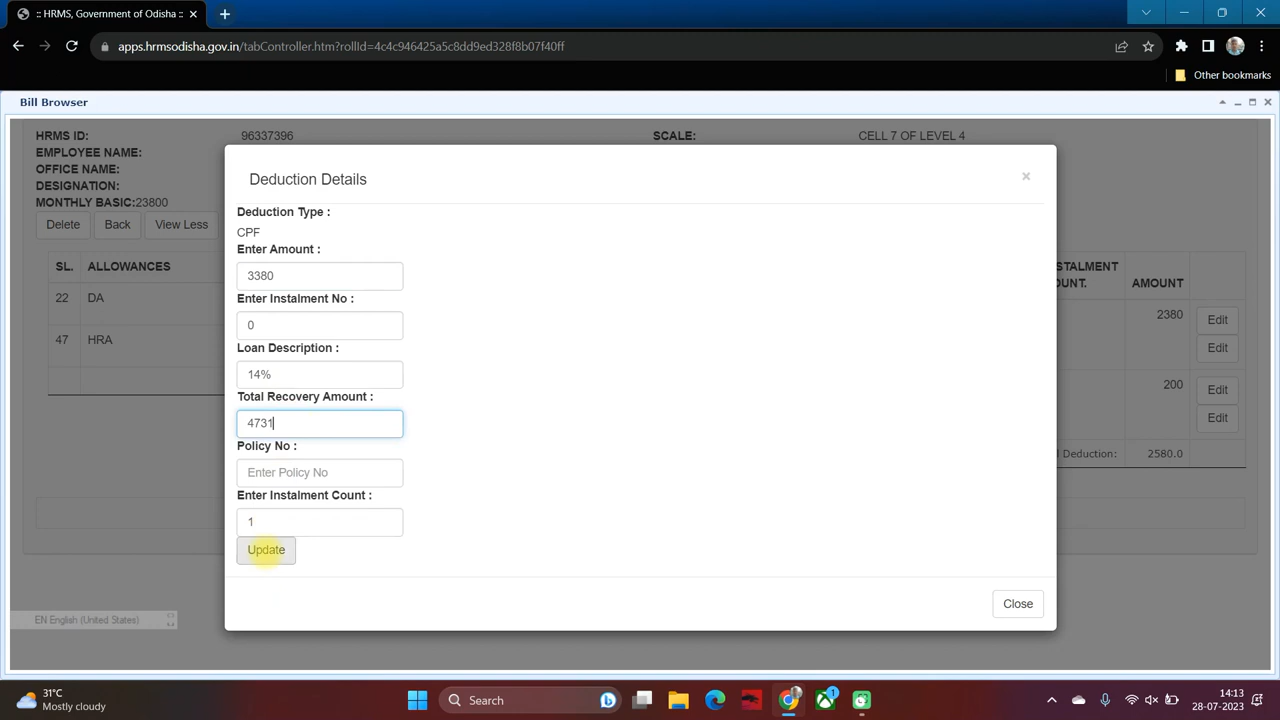 :: HRMS, Government of Odisha ::
apps.hrmsodisha.gov.in/tabController.htm?rollId=4c4c946425a5c8dd9ed328f8b07f40ff
Other bookmarks
Bill Browser
HRMS ID: 96337396 SCALE: CELL 7 OF LEVEL 4
EMPLOYEE NAME:
OFFICE NAME:
DESIGNATION:
MONTHLY BASIC:23800
Delete Back View Less
SL. ALLOWANCES
22 DA
47 HRA
Deduction Details ×
Deduction Type :
CPF
Enter Amount :
3380
Enter Instalment No :
0
Loan Description :
14%
Total Recovery Amount :
4731
Policy No :
Enter Policy No
Enter Instalment Count :
1
Update
Close
STALMENT
OUNT. AMOUNT
2380 Edit
Edit
200 Edit
Edit
Deduction: 2580.0
EN English (United States)
31°C
Mostly cloudy
Search
1
14:13
28-07-2023